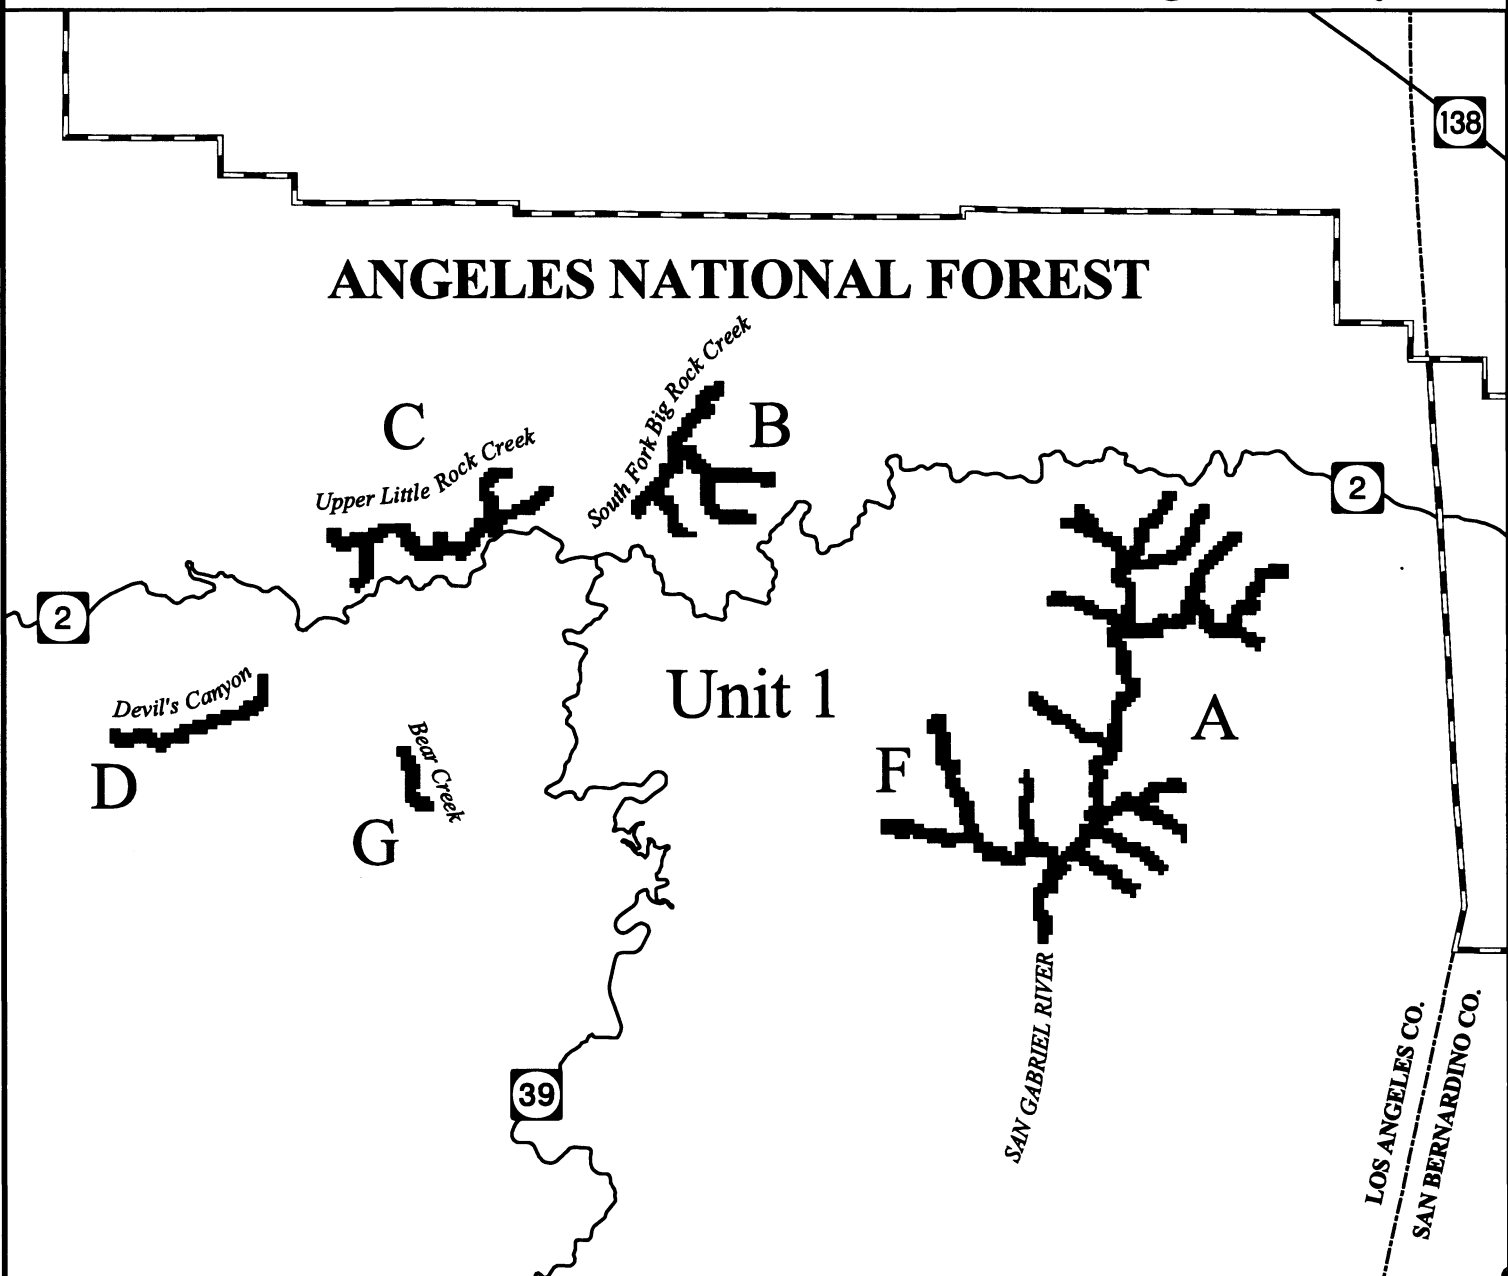 138
ANGELES NATIONAL FOREST
South Fork Big Rock Creek
C
B
Upper Little Rock Creek
2
2
Devil's Canyon
Unit 1
A
Bear Creek
F
D
G
SAN GABRIEL RIVER
LOS ANGELES CO.
SAN BERNARDINO CO.
39